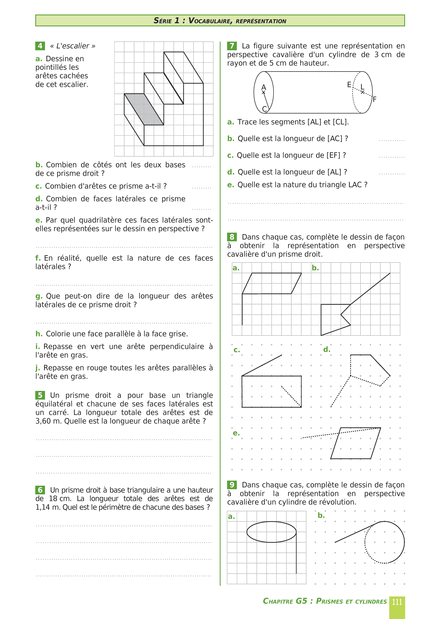 SÉRIE 1 : VOCABULAIRE, REPRÉSENTATION
4 « L'escalier »
a. Dessine en
pointillés les
arêtes cachées
de cet escalier.
b. Combien de côtés ont les deux bases ........
de ce prisme droit ?
c. Combien d'arêtes ce prisme a-t-il ? ........
d. Combien de faces latérales ce prisme
a-t-il ? ........
e. Par quel quadrilatère ces faces latérales sont-
elles représentées sur le dessin en perspective ?
f. En réalité, quelle est la nature de ces faces
latérales ?
g. Que peut-on dire de la longueur des arêtes
latérales de ce prisme droit ?
h. Colorie une face parallèle à la face grise.
i. Repasse en vert une arête perpendiculaire à
l'arête en gras.
j. Repasse en rouge toutes les arêtes parallèles à
l'arête en gras.
5 Un prisme droit a pour base un triangle
équilatéral et chacune de ses faces latérales est
un carré. La longueur totale des arêtes est de
3,60 m. Quelle est la longueur de chaque arête ?
6 Un prisme droit à base triangulaire a une hauteur
de 18 cm. La longueur totale des arêtes est de
1,14 m. Quel est le périmètre de chacune des bases ?
7 La figure suivante est une représentation en
perspective cavalière d'un cylindre de 3 cm de
rayon et de 5 cm de hauteur.
A
C
E
L
F
a. Trace les segments [AL] et [CL].
b. Quelle est la longueur de [AC] ? ...........
c. Quelle est la longueur de [EF] ? ...........
d. Quelle est la longueur de [AL] ? ...........
e. Quelle est la nature du triangle LAC ?
8 Dans chaque cas, complète le dessin de façon
à obtenir la représentation en perspective
cavalière d'un prisme droit.
a.
b.
c.
d.
e.
9 Dans chaque cas, complète le dessin de façon
à obtenir la représentation en perspective
cavalière d'un cylindre de révolution.
a.
b.
CHAPITRE G5 : PRISMES ET CYLINDRES 111